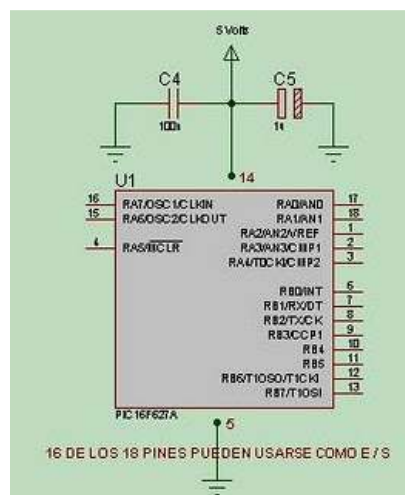 5 Volts
C4
C5
100n
1u
U1
14
16 RA7/OSC1/CLKIN
15 RA6/OSC2/CLKOUT
4 RA5/MCLR
RA0/AN0 17
RA1/AN1 18
RA2/AN2/VREF 1
RA3/AN3/CMP1 2
RA4/T0CKI/CMP2 3
RB0/INT 6
RB1/RX/DT 7
RB2/TX/CK 8
RB3/CCP1 9
RB4 10
RB5 11
RB6/T1OSO/T1CKI 12
RB7/T1OSI 13
PIC16F627A
5
16 DE LOS 18 PINES PUEDEN USARSE COMO E / S